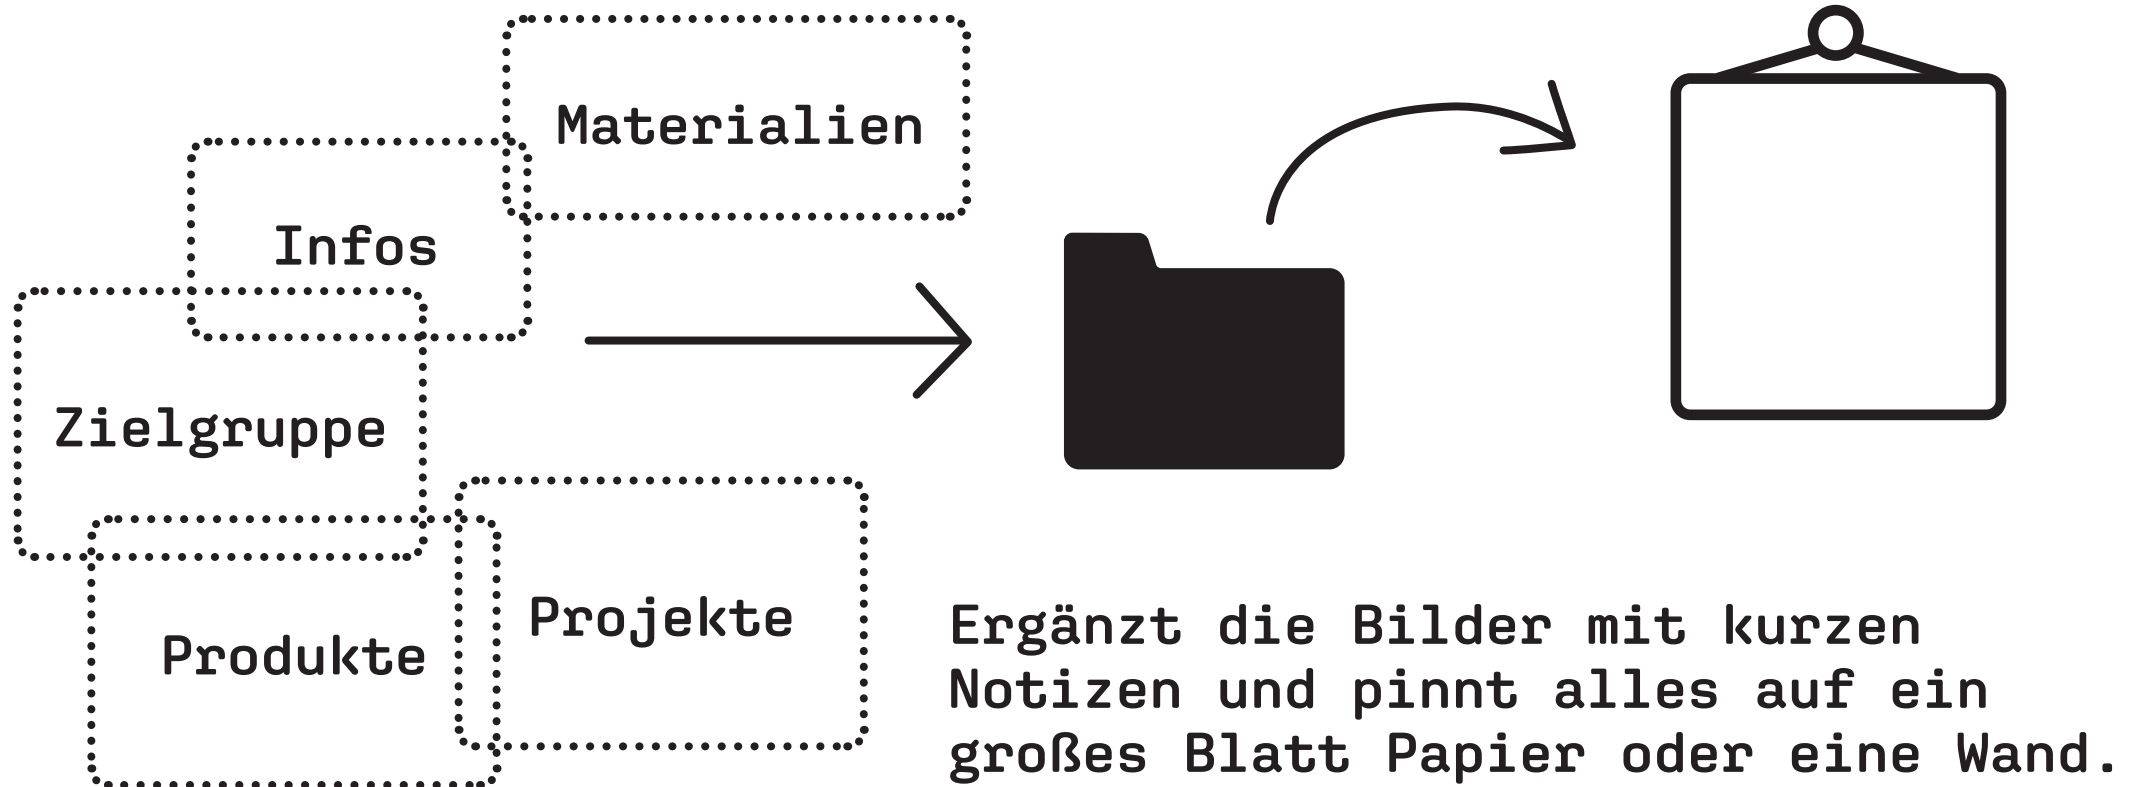 Materialien
Infos
Zielgruppe
Projekte
Produkte
Ergänzt die Bilder mit kurzen
Notizen und pinnt alles auf ein
großes Blatt Papier oder eine Wand.